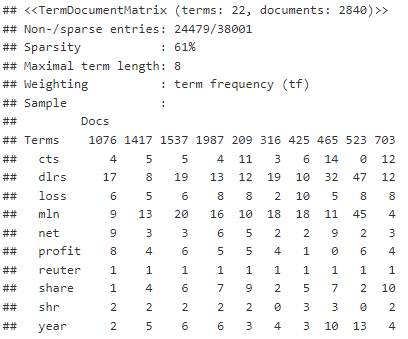 ## <<TermDocumentMatrix (terms: 22, documents: 2840)>>
## Non-/sparse entries: 24479/38001
## Sparsity           : 61%
## Maximal term length: 8
## Weighting          : term frequency (tf)
## Sample             :
##         Docs
## Terms    1076 1417 1537 1987 209 316 425 465 523 703
##   cts       4    5    5    4  11   3   6  14   0  12
##   dlrs     17    8   19   13  12  19  10  32  47  12
##   loss      6    5    6    8   8   2  10   5   8   8
##   mln       9   13   20   16  10  18  18  11  45   4
##   net       9    3    3    6   5   2   2   9   2   3
##   profit    8    4    6    5   5   4   1   0   6   4
##   reuter    1    1    1    1   1   1   1   1   1   1
##   share     1    4    6    7   9   2   5   7   2  10
##   shr       2    2    2    2   2   0   3   3   0   2
##   year      2    5    6    6   3   4   3  10  13   4